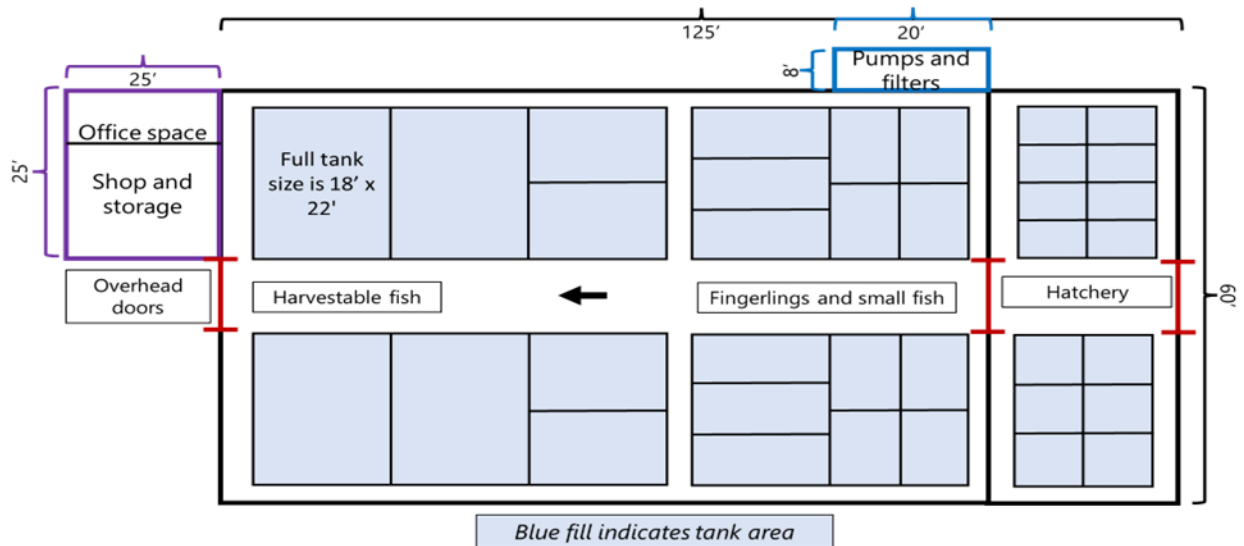 125'
20'
25'
8'
Pumps and
filters
25'
Office space
Shop and
storage
Full tank
size is 18' x
22'
60'
Overhead
doors
Harvestable fish
Fingerlings and small fish
Hatchery
Blue fill indicates tank area